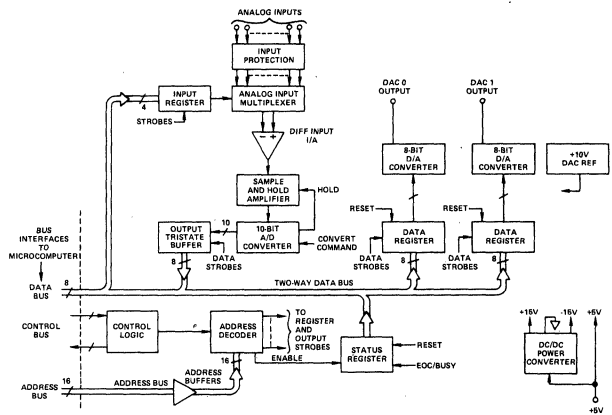 ANALOG INPUTS
INPUT
PROTECTION
DAC 0
OUTPUT
DAC 1
OUTPUT
INPUT
REGISTER
4
STROBES
ANALOG INPUT
MULTIPLEXER
DIFF INPUT
I/A
- +
8-BIT
D/A
CONVERTER
8-BIT
D/A
CONVERTER
+10V
DAC REF
SAMPLE
AND HOLD
AMPLIFIER
HOLD
RESET
RESET
BUS
INTERFACES
TO
MICROCOMPUTER
OUTPUT
TRISTATE
BUFFER
10
10-BIT
A/D
CONVERTER
CONVERT
COMMAND
DATA
REGISTER
DATA
REGISTER
8
DATA
STROBES
DATA
STROBES
8
DATA
STROBES
8
DATA
BUS
8
TWO-WAY DATA BUS
CONTROL
BUS
CONTROL
LOGIC
ADDRESS
DECODER
TO
REGISTER
AND
OUTPUT
STROBES
16
ENABLE
STATUS
REGISTER
RESET
EOC/BUSY
+15V
-15V
+5V
DC/DC
POWER
CONVERTER
+5V
ADDRESS
BUS
16
ADDRESS BUS
ADDRESS
BUFFERS